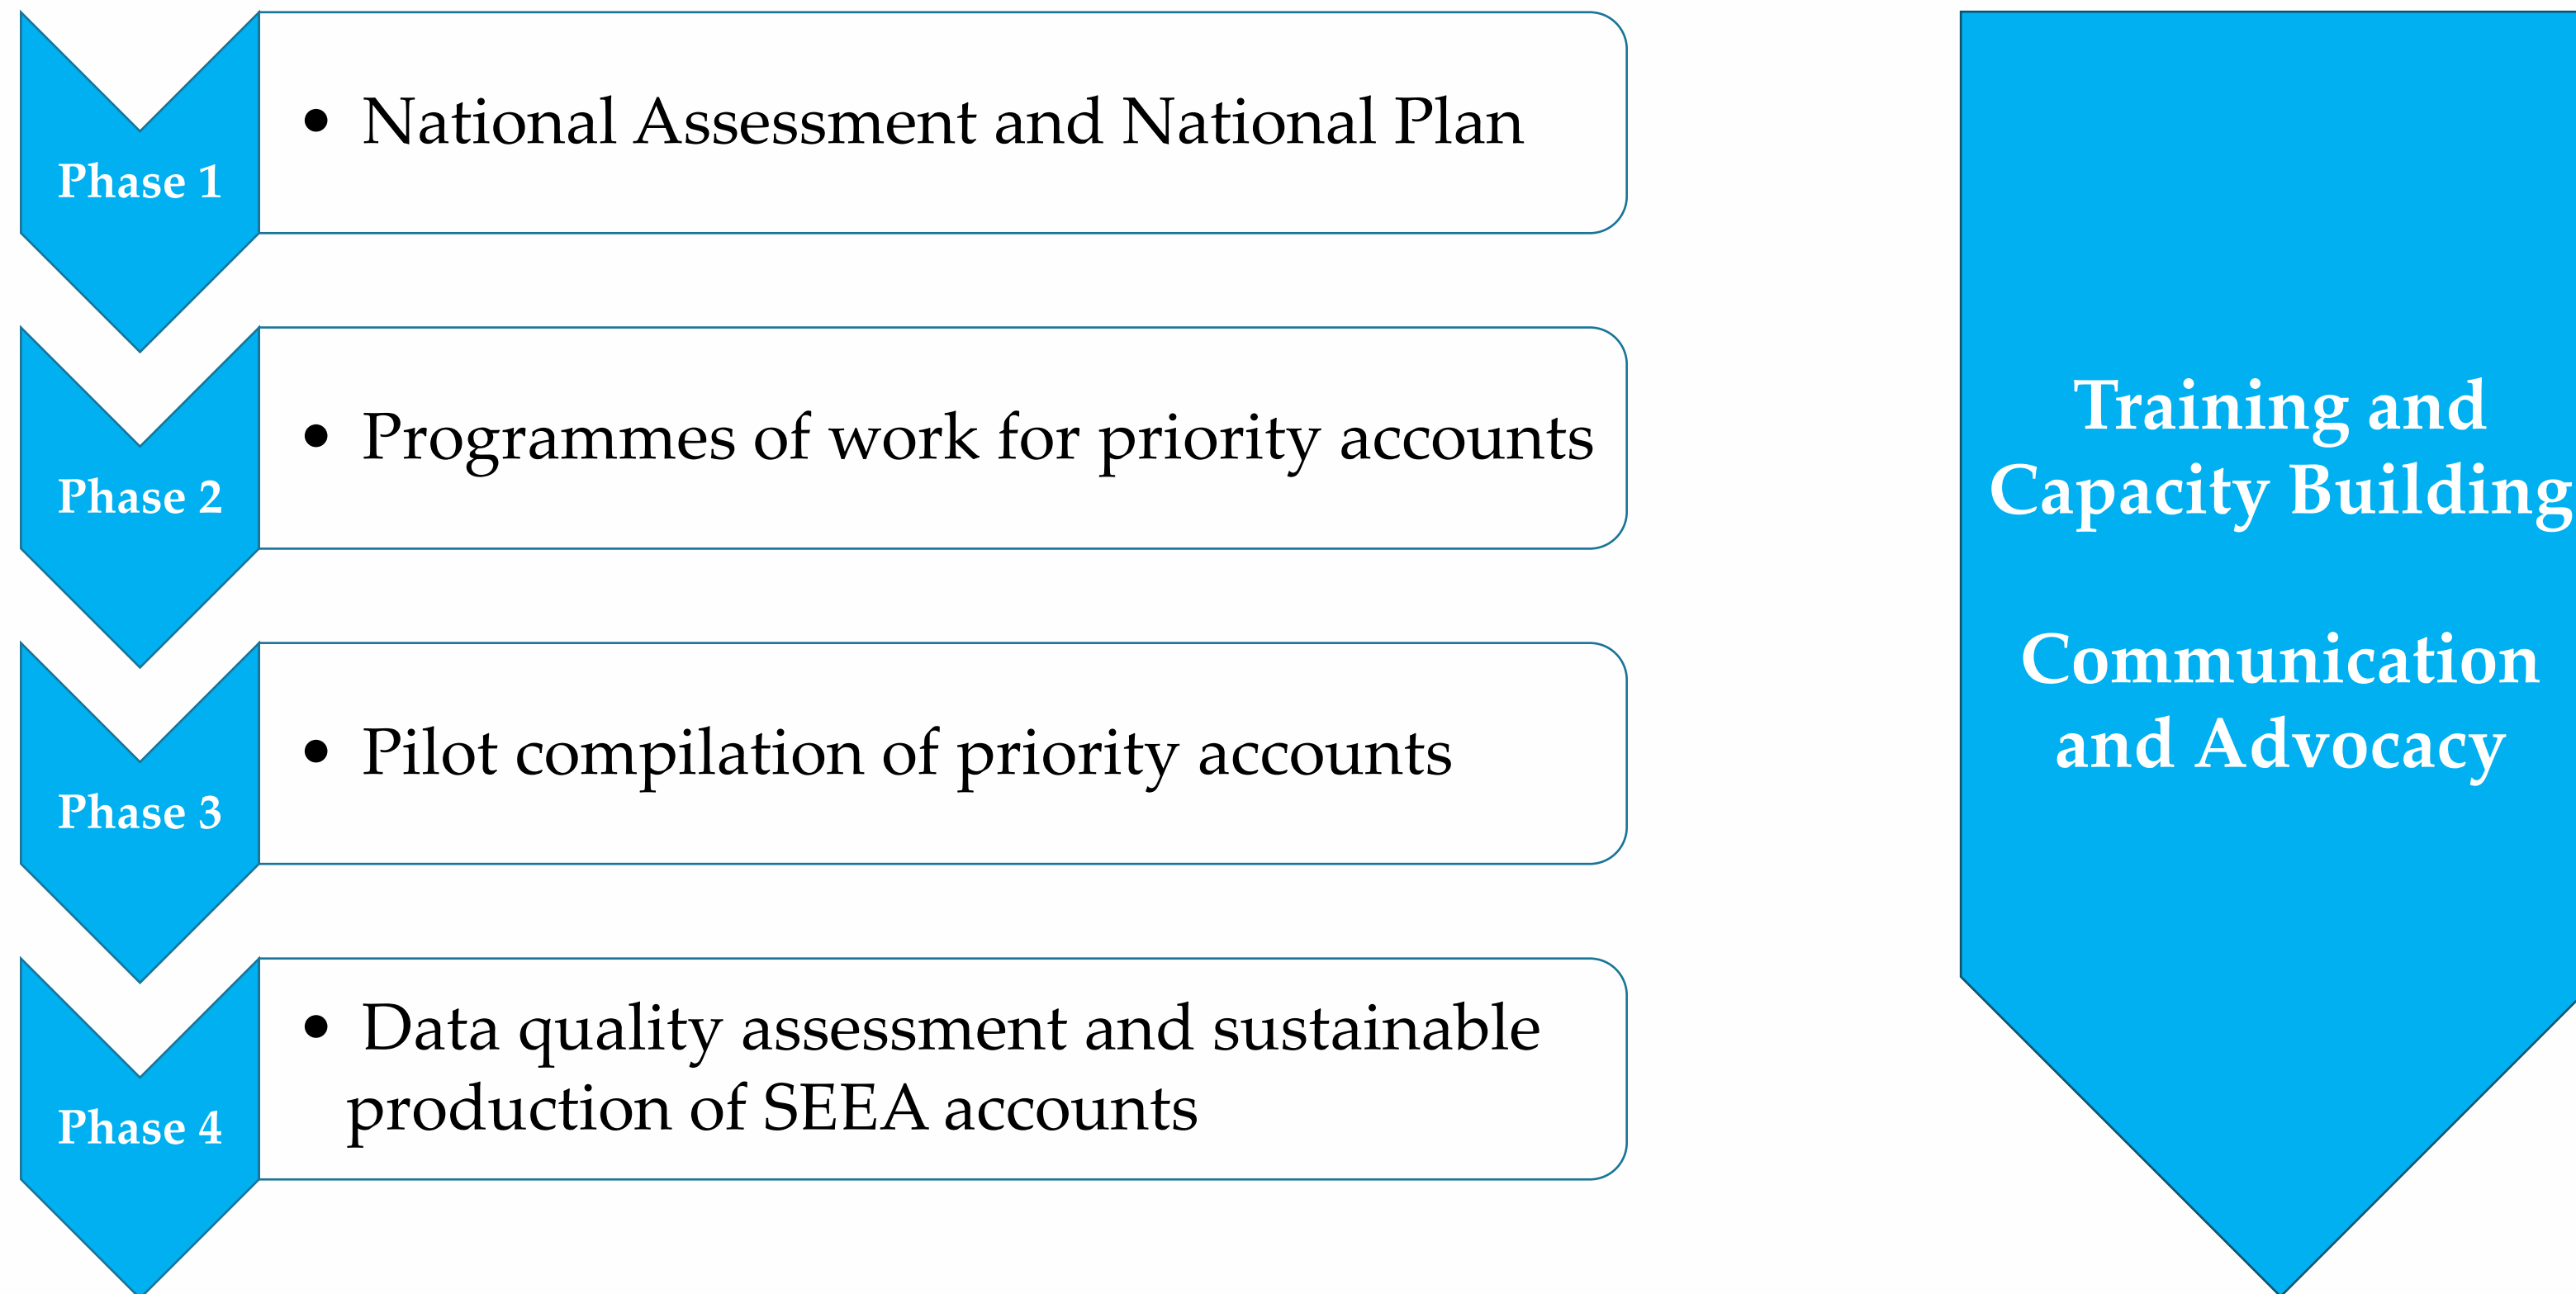 Phase 1
• National Assessment and National Plan
Phase 2
• Programmes of work for priority accounts
Phase 3
• Pilot compilation of priority accounts
Phase 4
• Data quality assessment and sustainable
production of SEEA accounts
Training and
Capacity Building
Communication
and Advocacy